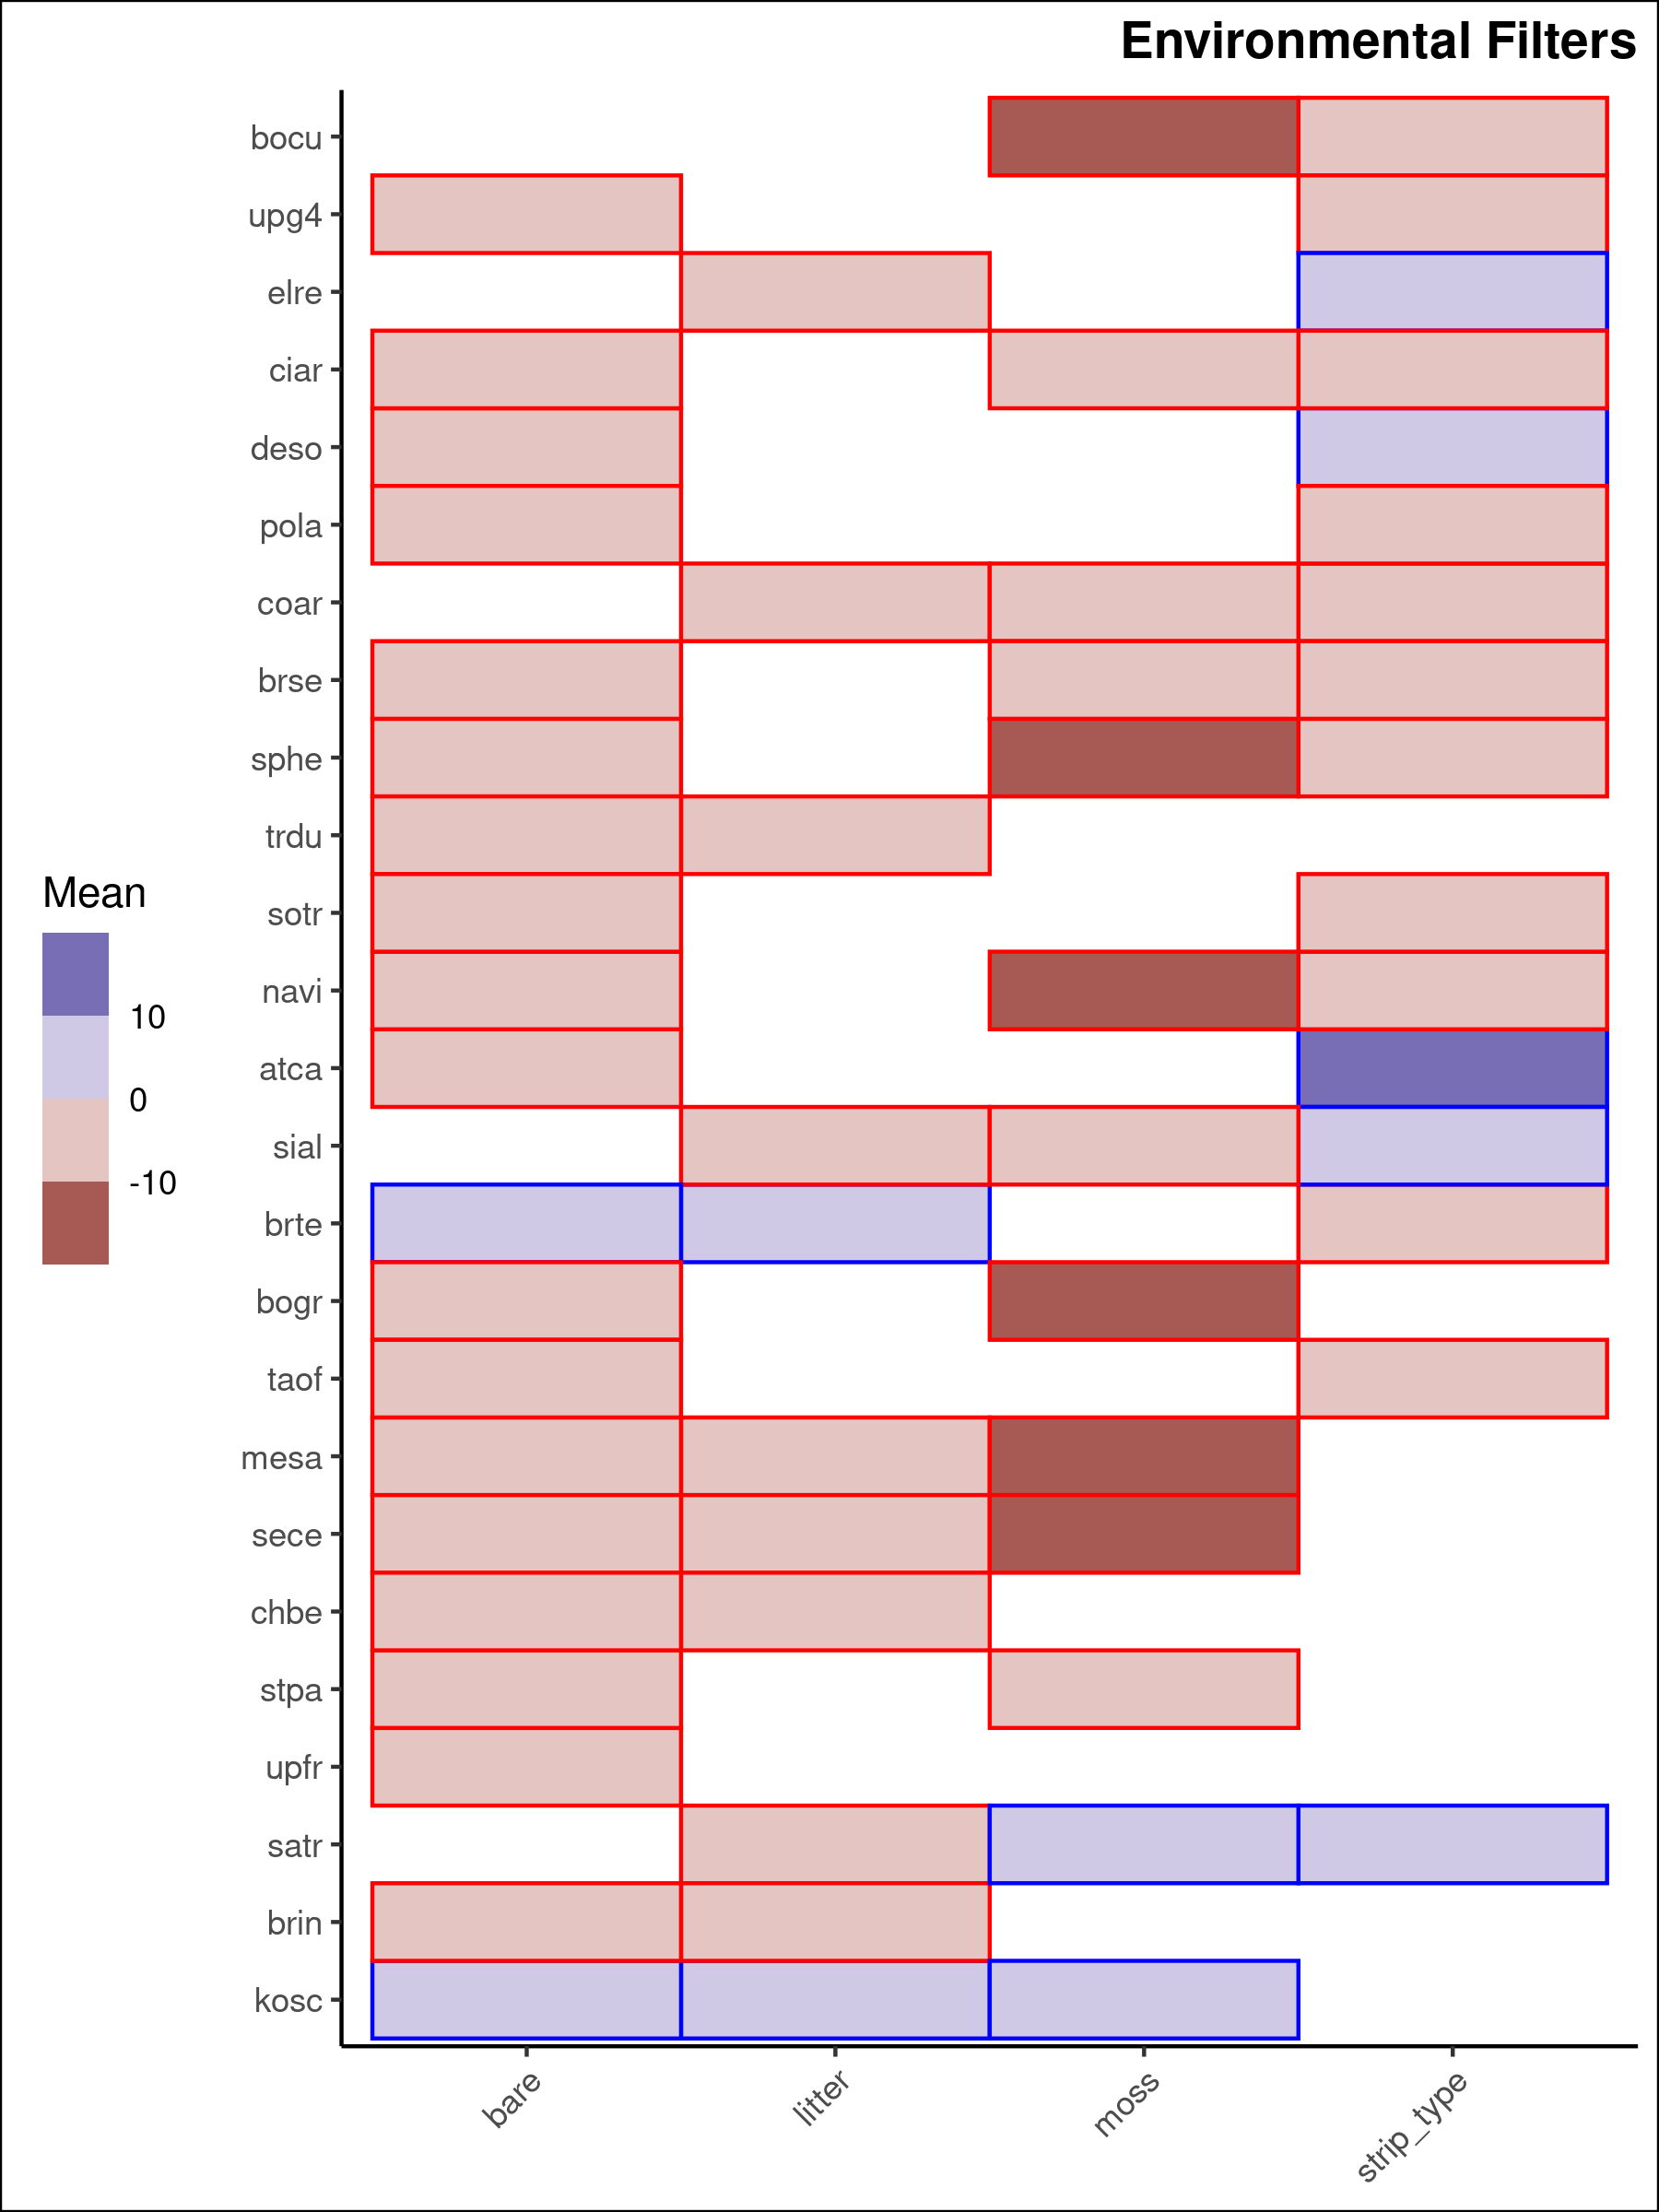 Environmental Filters
bocu
upg4
elre
ciar
deso
pola
coar
brse
sphe
trdu
sotr
navi
atca
sial
brte
bogr
taof
mesa
sece
chbe
stpa
upfr
satr
brin
kosc
Mean
10
0
-10
bare
litter
moss
strip_type